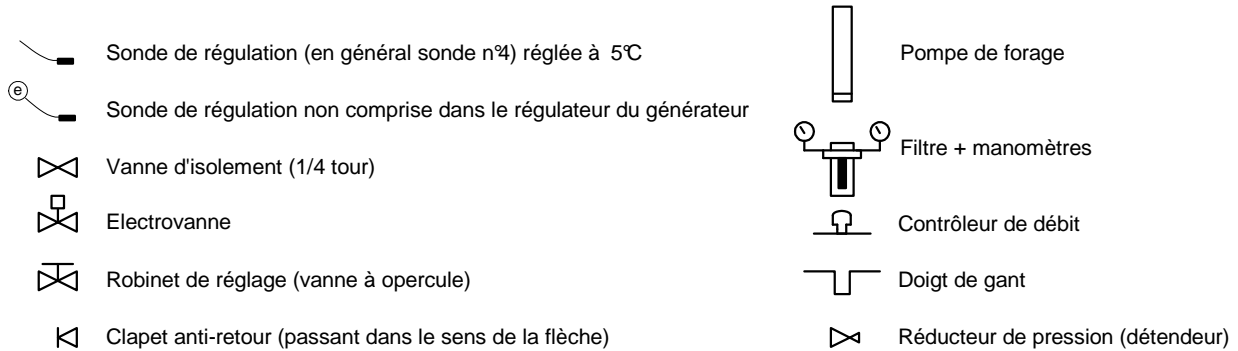 Sonde de régulation (en général sonde n°4) réglée à 5°C
e
Sonde de régulation non comprise dans le régulateur du générateur
Vanne d'isolement (1/4 tour)
Electrovanne
Robinet de réglage (vanne à opercule)
Clapet anti-retour (passant dans le sens de la flèche)
Pompe de forage
Filtre + manomètres
Contrôleur de débit
Doigt de gant
Réducteur de pression (détendeur)